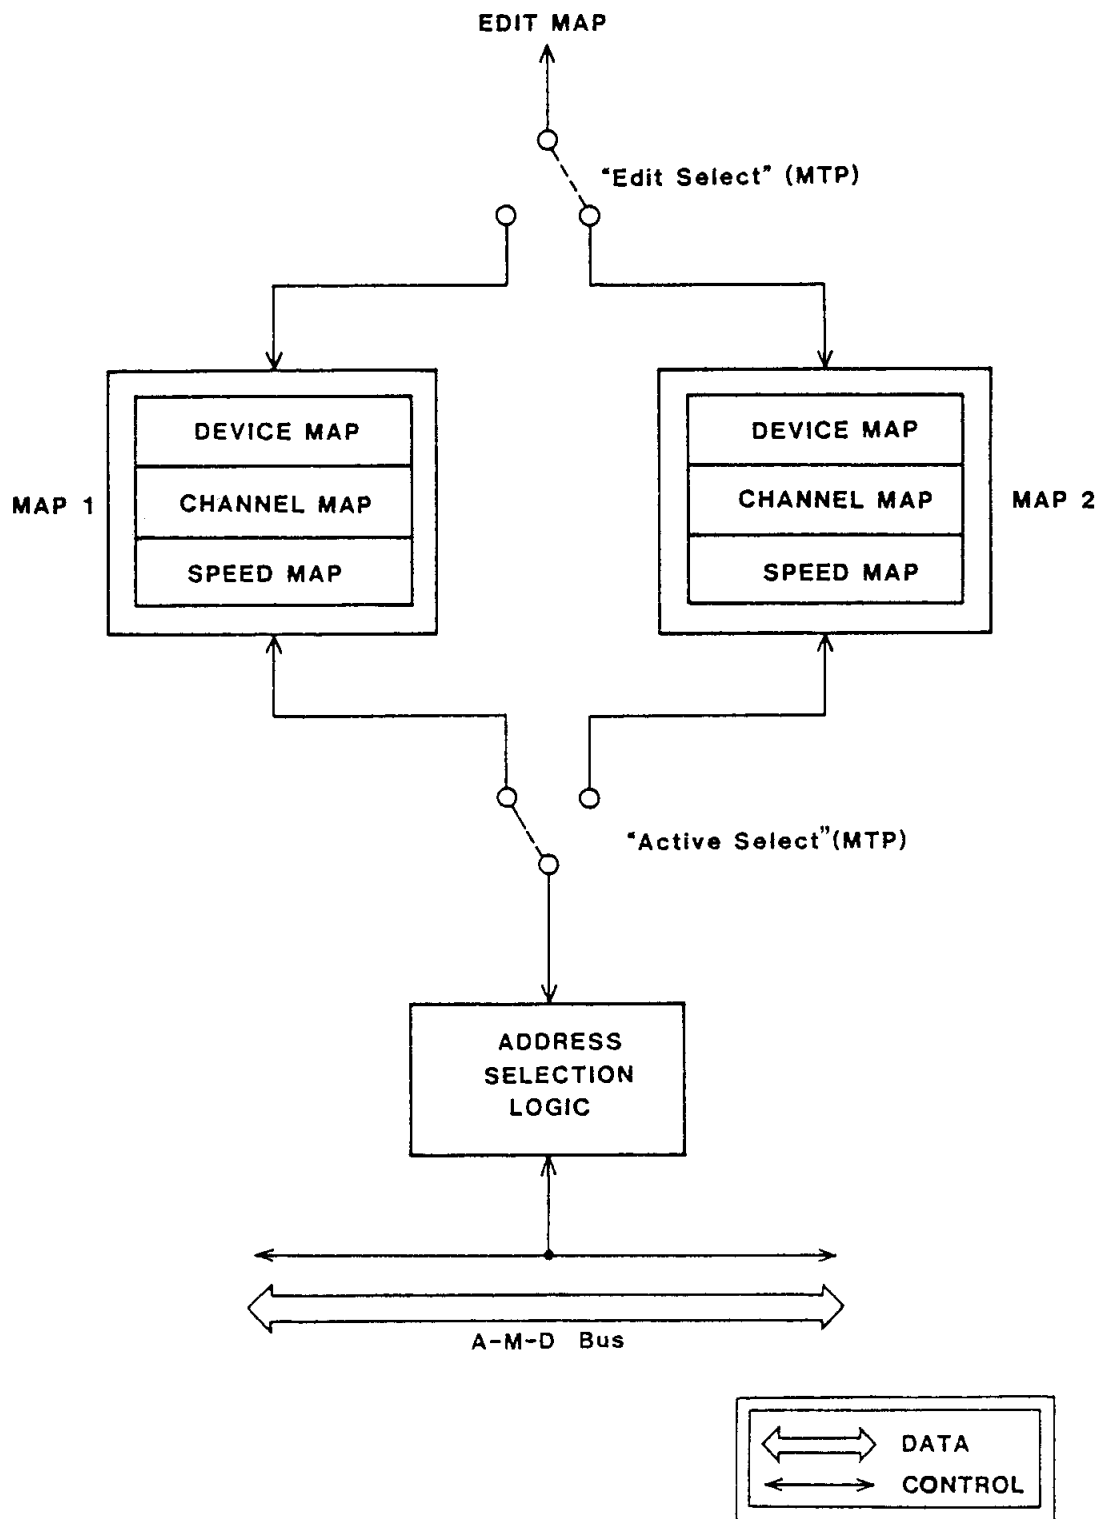 EDIT MAP
"Edit Select" (MTP)
DEVICE MAP
CHANNEL MAP
SPEED MAP
MAP 1
DEVICE MAP
CHANNEL MAP
SPEED MAP
MAP 2
"Active Select"(MTP)
ADDRESS
SELECTION
LOGIC
A-M-D Bus
DATA
CONTROL